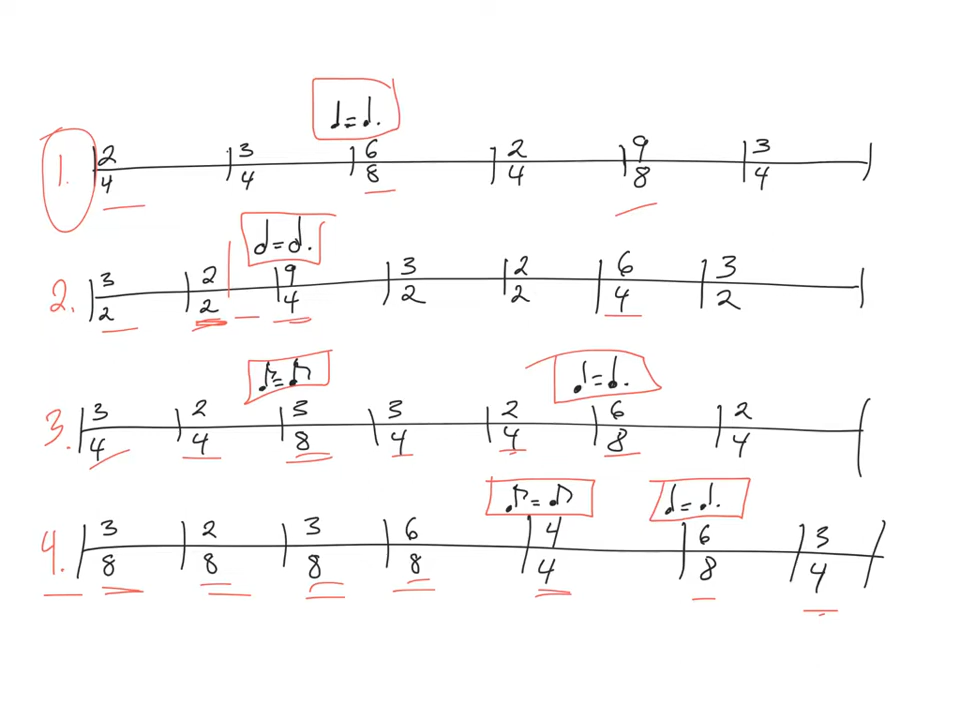 ♩=♩.
1. 2/4 3/4 6/8 2/4 9/8 3/4
𝅗𝅥=𝅗𝅥.
2. 3/2 2/2 9/4 3/2 2/2 6/4 3/2
♪=♪ ♩=♩.
3. 3/4 2/4 3/8 3/4 2/4 6/8 2/4
♪=♪ ♩=♩.
4. 3/8 2/8 3/8 6/8 4/4 6/8 3/4